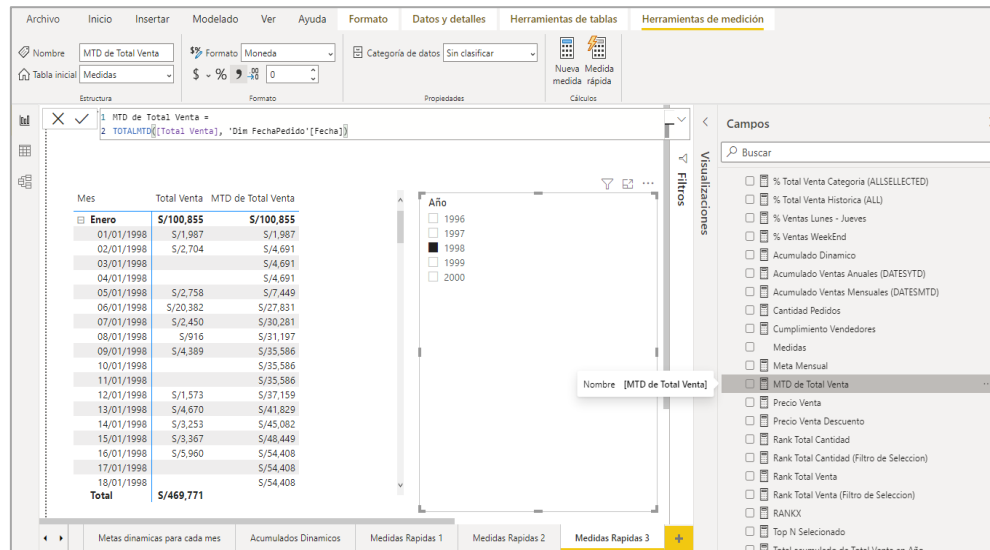 Archivo Inicio Insertar Modelado Ver Ayuda Formato Datos y detalles Herramientas de tablas Herramientas de medición
Nombre MTD de Total Venta
Tabla inicial Medidas
Estructura
$% Formato Moneda
$ % 0
Formato
Categoría de datos Sin clasificar
Propiedades
Nueva medida
Medida rápida
Cálculos
1 MTD de Total Venta =
2 TOTALMTD([Total Venta], 'Dim FechaPedido'[Fecha])
Mes Total Venta MTD de Total Venta
Enero S/100,855 S/100,855
01/01/1998 S/1,987 S/1,987
02/01/1998 S/2,704 S/4,691
03/01/1998 S/4,691
04/01/1998 S/4,691
05/01/1998 S/2,758 S/7,449
06/01/1998 S/20,382 S/27,831
07/01/1998 S/2,450 S/30,281
08/01/1998 S/916 S/31,197
09/01/1998 S/4,389 S/35,586
10/01/1998 S/35,586
11/01/1998 S/35,586
12/01/1998 S/1,573 S/37,159
13/01/1998 S/4,670 S/41,829
14/01/1998 S/3,253 S/45,082
15/01/1998 S/3,367 S/48,449
16/01/1998 S/5,960 S/54,408
17/01/1998 S/54,408
18/01/1998 S/54,408
Total S/469,771
Año
1996
1997
1998
1999
2000
Filtros
Visualizaciones
Nombre [MTD de Total Venta]
Campos
Buscar
% Total Venta Categoria (ALLSELLECTED)
% Total Venta Historica (ALL)
% Ventas Lunes - Jueves
% Ventas WeekEnd
Acumulado Dinamico
Acumulado Ventas Anuales (DATESYTD)
Acumulado Ventas Mensuales (DATESMTD)
Cantidad Pedidos
Cumplimiento Vendedores
Medidas
Meta Mensual
MTD de Total Venta
Precio Venta
Precio Venta Descuento
Rank Total Cantidad
Rank Total Cantidad (Filtro de Seleccion)
Rank Total Venta
Rank Total Venta (Filtro de Seleccion)
RANKX
Top N Selecionado
Total acumulado de Total Venta en Año
Metas dinamicas para cada mes Acumulados Dinamicos Medidas Rapidas 1 Medidas Rapidas 2 Medidas Rapidas 3